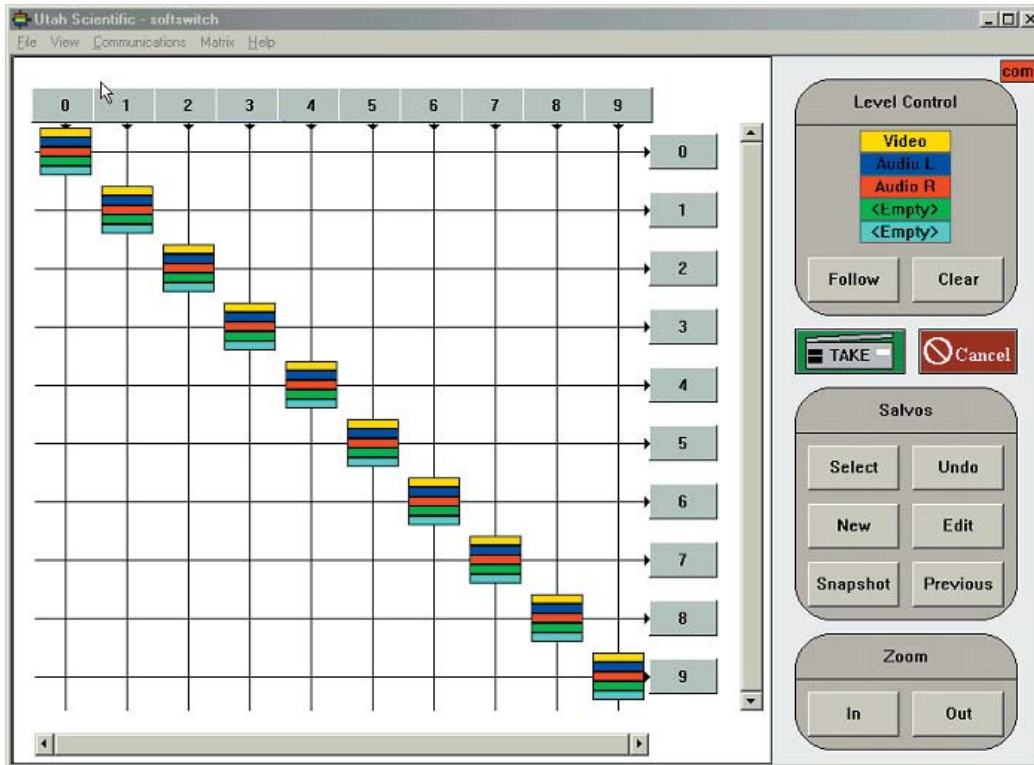 Utah Scientific - softswitch
File View Communications Matrix Help
com
0 1 2 3 4 5 6 7 8 9
0
1
2
3
4
5
6
7
8
9
Level Control
Video
Audio L
Audio R
<Empty>
<Empty>
Follow Clear
TAKE Cancel
Salvos
Select Undo
New Edit
Snapshot Previous
Zoom
In Out